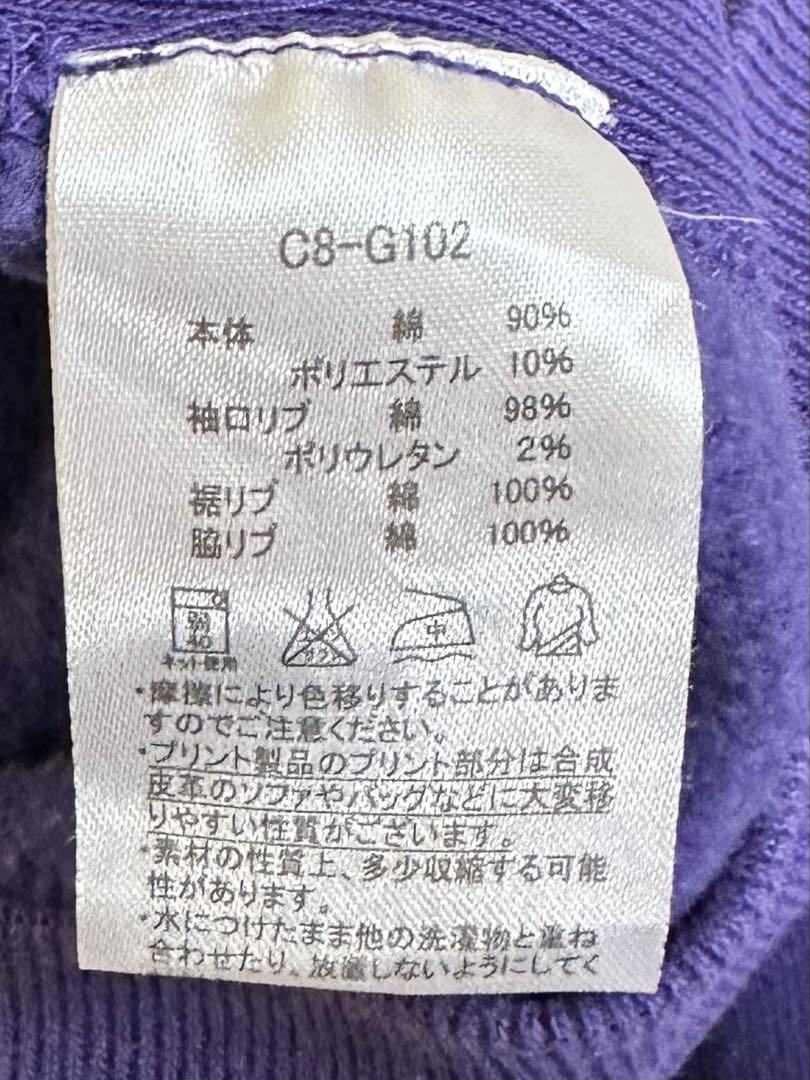 C8-G102
本体 綿 90%
ポリエステル 10%
袖口リブ 綿 98%
ポリウレタン 2%
裾リブ 綿 100%
脇リブ 綿 100%
40 中
ネット使用
・摩擦により色移りすることがありま
すのでご注意ください。
・プリント製品のプリント部分は合成
皮革のソファやバッグなどに大変移
りやすい性質がございます。
・素材の性質上、多少収縮する可能
性があります。
・水につけたまま他の洗濯物と重ね
合わせたり、放置しないようにしてく